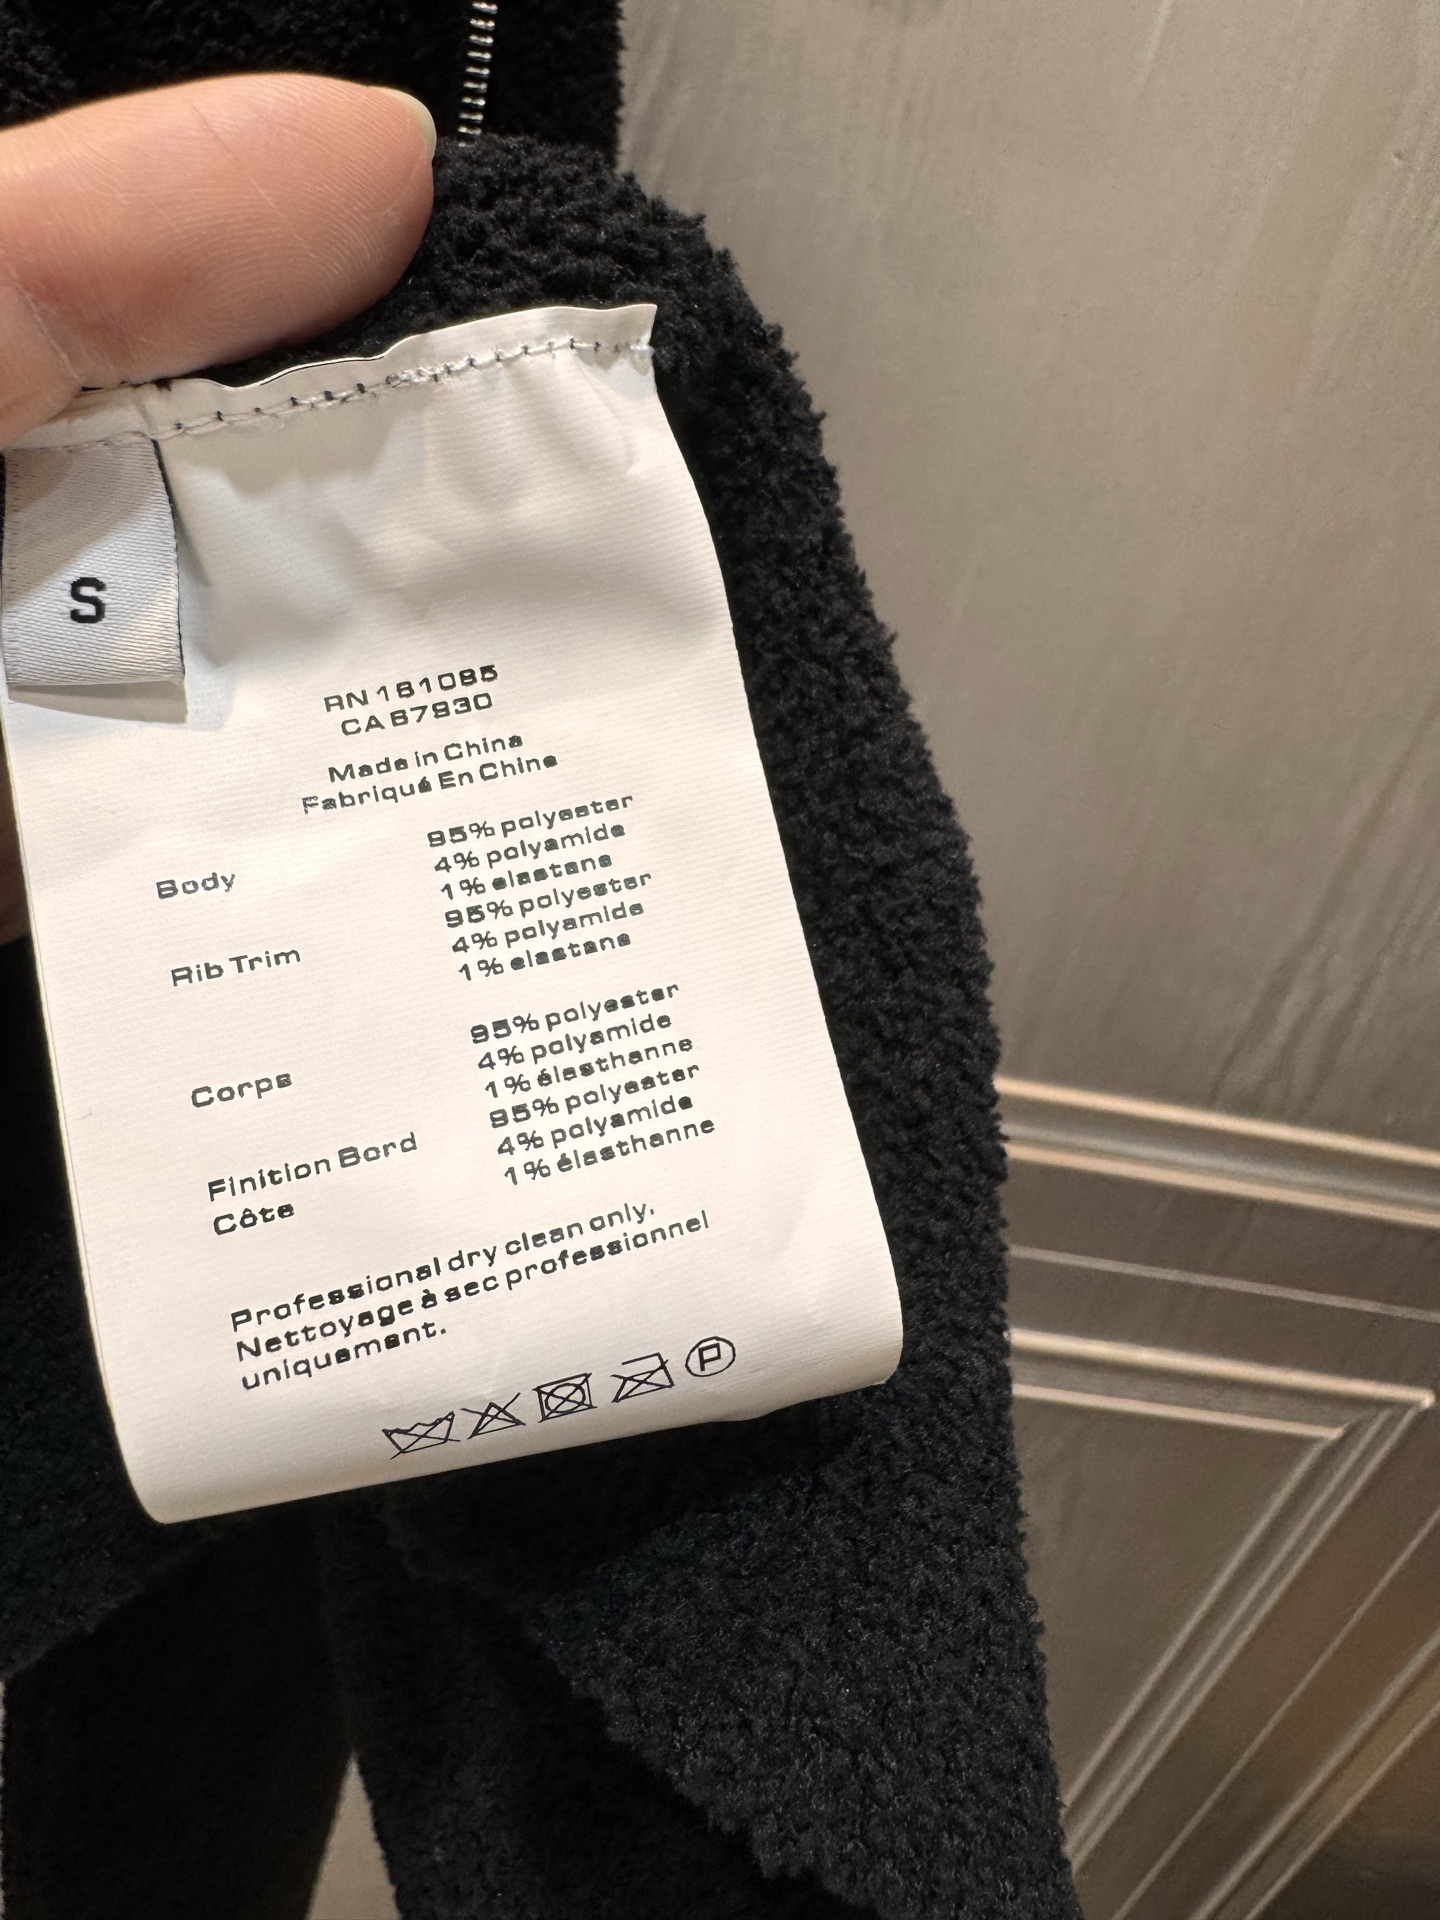 S
RN 161085
CA 67930
Made in China
Fabriqué En Chine
Body
95% polyester
4% polyamide
1% elastane
Rib Trim
95% polyester
4% polyamide
1% elastane
Corps
95% polyester
4% polyamide
1% élasthanne
Finition Bord
Côte
95% polyester
4% polyamide
1% élasthanne
Professional dry clean only.
Nettoyage à sec professionnel
uniquement.
P